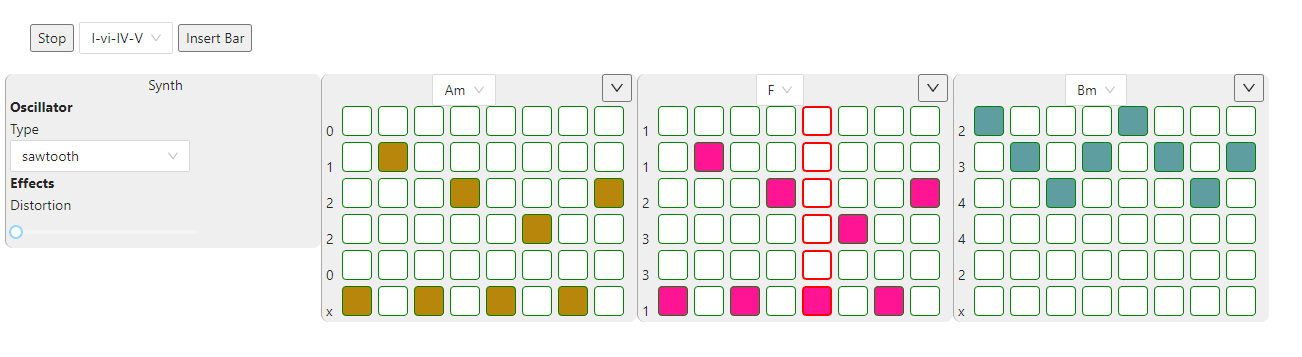 Stop I-vi-IV-V Insert Bar
Synth
Oscillator
Type
sawtooth
Effects
Distortion
Am
0
1
2
2
0
x
F
1
1
2
3
3
1
Bm
2
3
4
4
2
x